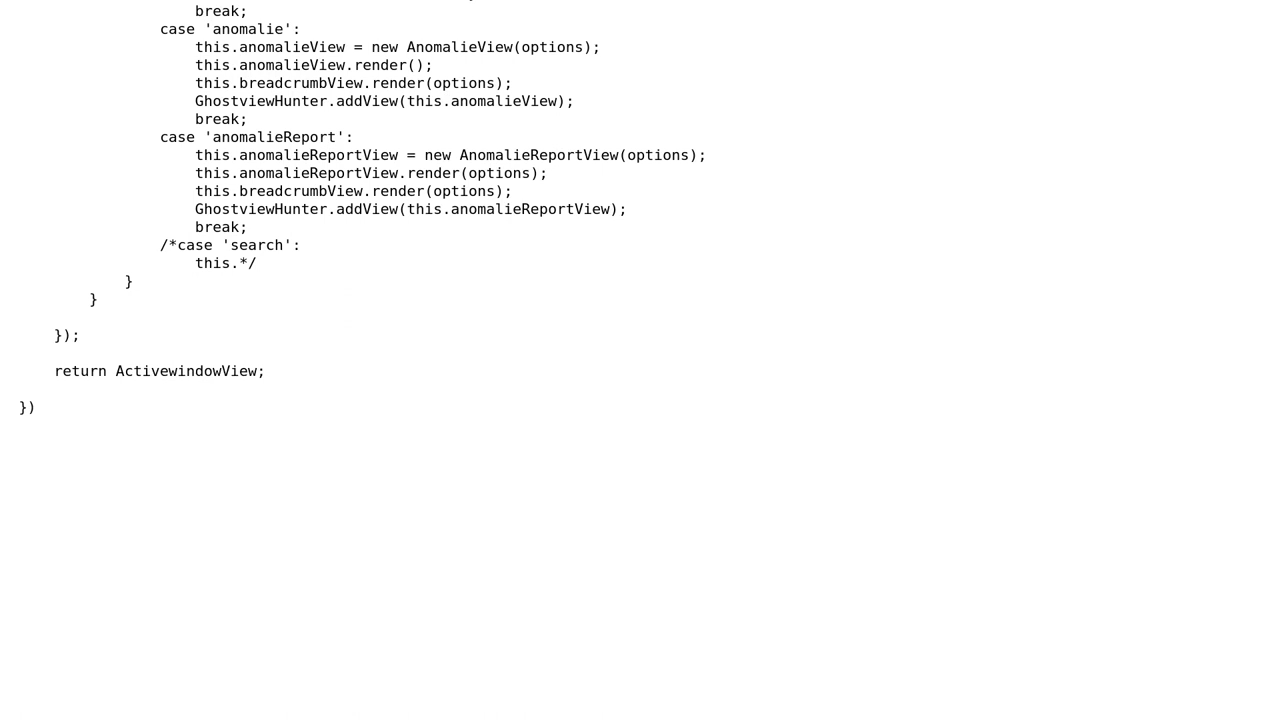 break;
            case 'anomalie':
                this.anomalieView = new AnomalieView(options);
                this.anomalieView.render();
                this.breadcrumbView.render(options);
                GhostviewHunter.addView(this.anomalieView);
                break;
            case 'anomalieReport':
                this.anomalieReportView = new AnomalieReportView(options);
                this.anomalieReportView.render(options);
                this.breadcrumbView.render(options);
                GhostviewHunter.addView(this.anomalieReportView);
                break;
            /*case 'search':
                this.*/
        }
    }

});

return ActivewindowView;

})